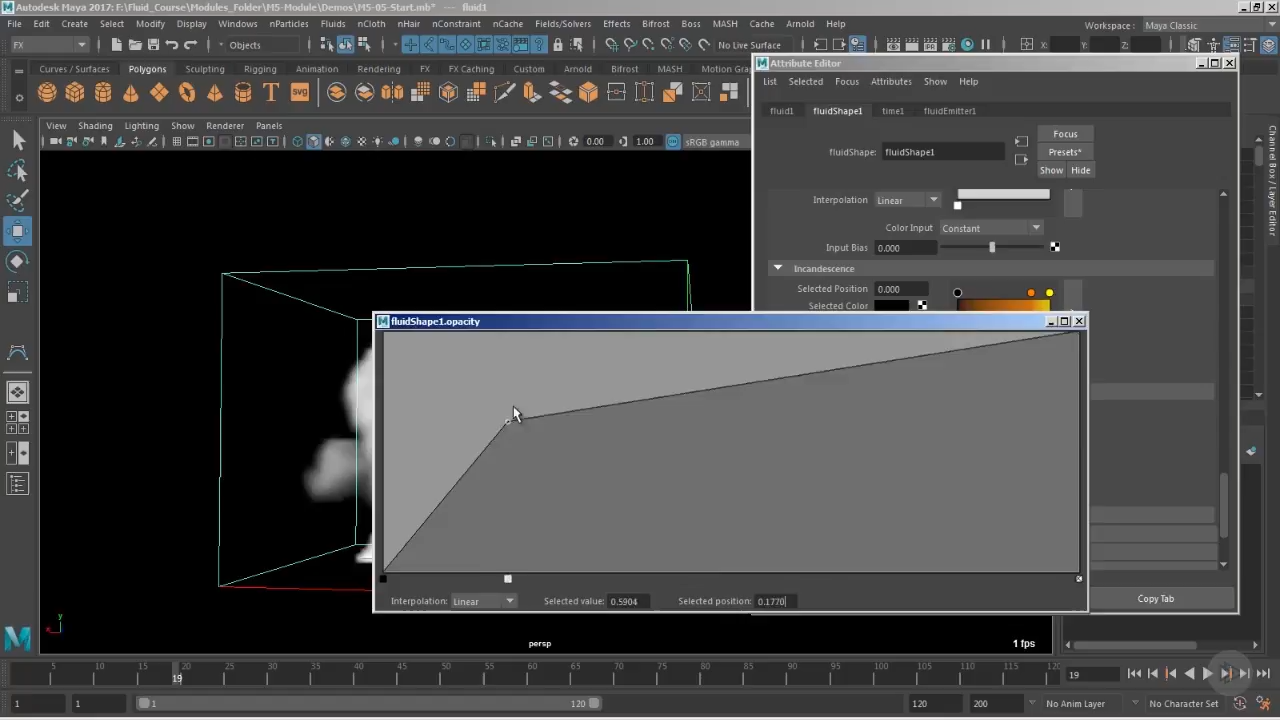 Autodesk Maya 2017: F:\Fluid_Course\Modules_Folder\M5-Module\Demos\M5-05-Start.mb* --- fluid1
File Edit Create Select Modify Display Windows nParticles Fluids nCloth nHair nConstraint nCache Fields/Solvers Effects Bifrost Boss MASH Cache Arnold Help
Workspace : Maya Classic
FX Objects No Live Surface X: Y: Z:
Curves / Surfaces Polygons Sculpting Rigging Animation Rendering FX FX Caching Custom Arnold Bifrost MASH Motion Gra
T SVG
View Shading Lighting Show Renderer Panels
0.00 1.00 sRGB gamma
Attribute Editor
List Selected Focus Attributes Show Help
fluid1 fluidShape1 time1 fluidEmitter1
fluidShape: fluidShape1
Focus
Presets*
Show Hide
Interpolation Linear
Color Input Constant
Input Bias 0.000
Incandescence
Selected Position 0.000
Selected Color
fluidShape1.opacity
Interpolation: Linear Selected value: 0.5904 Selected position: 0.1770
Copy Tab
Channel Box / Layer Editor
y
x
persp
1 fps
5 10 15 20 25 30 35 40 45 50 55 60 65 70 75 80 85 90 95 100 105 110 115 120
19
19
1 1 1 120 120 200 No Anim Layer No Character Set